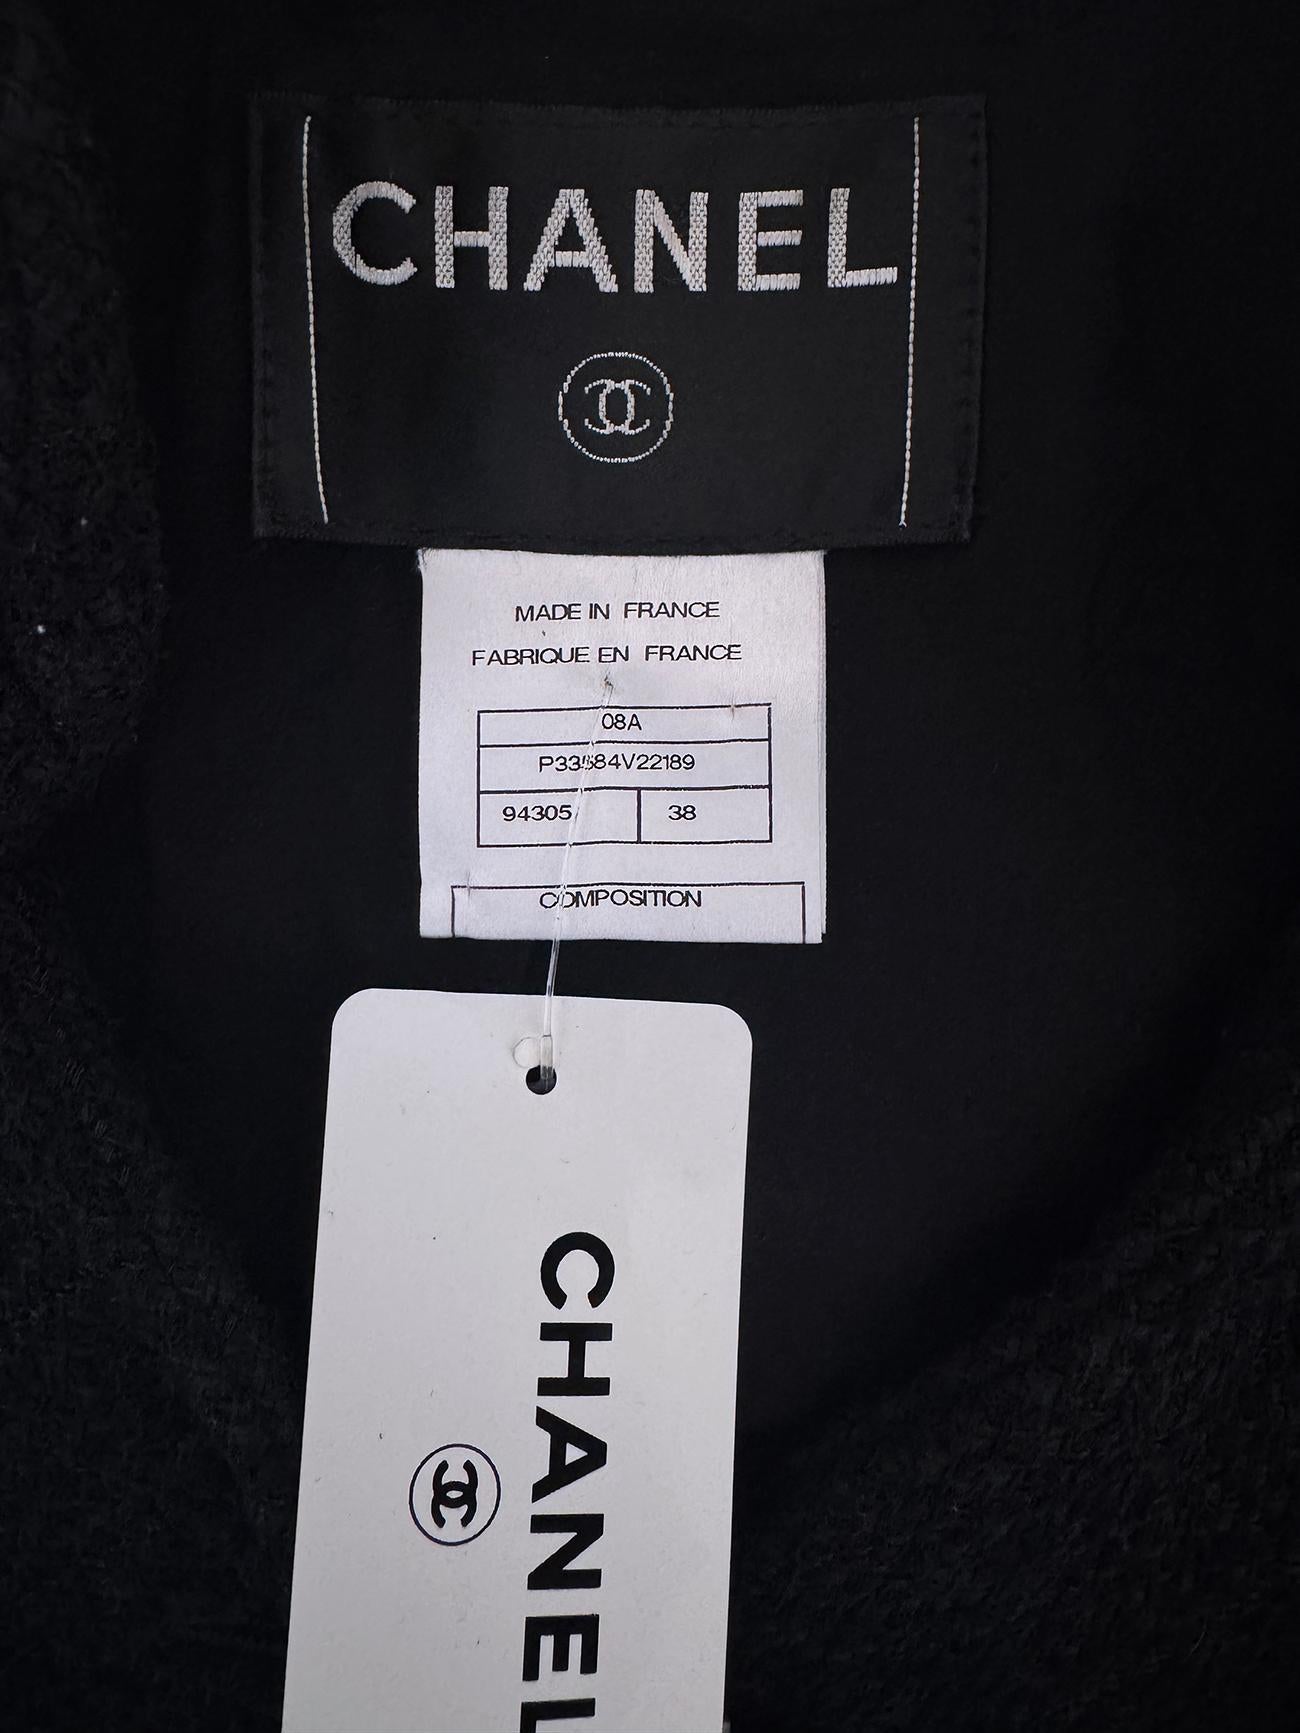 CHANEL
MADE IN FRANCE
FABRIQUE EN FRANCE
08A
P33584V22189
94305 38
COMPOSITION
CHANEL